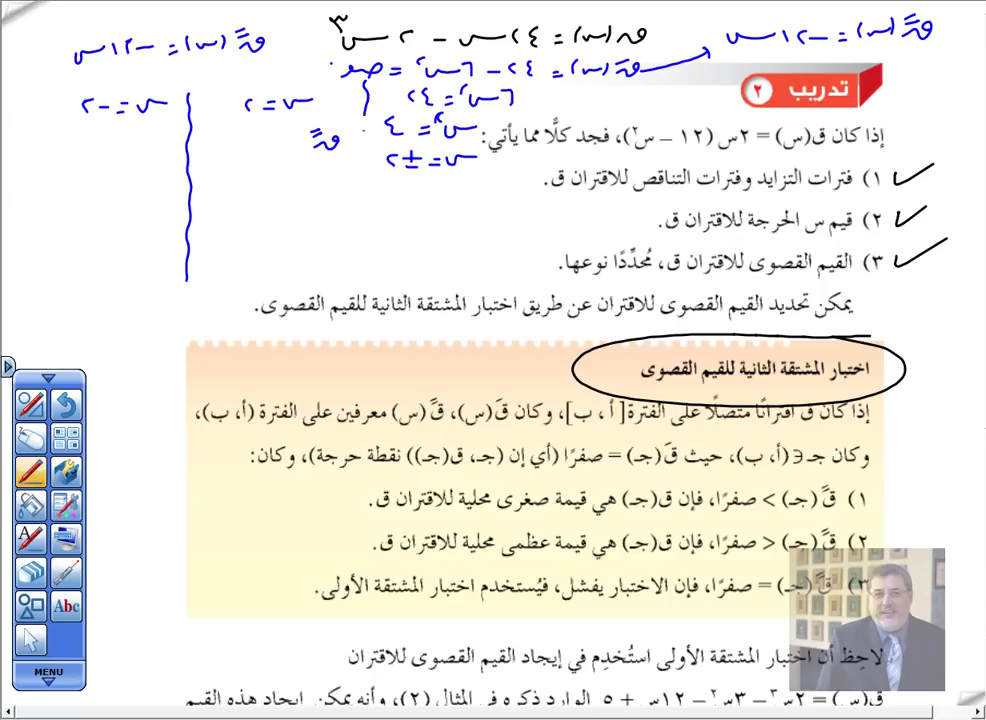 قَ(س) = ٢٤س − ٢س٣
قً(س) = −١٢س
قً(س) = −١٢س
قَ(س) = ٢٤ − ٦س٢ = صفر
٦س٢ = ٢٤
س٢ = ٤
س = ±٢
س = ٢
قً
س = −٢
تدريب ٢
إذا كان ق(س) = ٢س (١٢ − س٢)، فجد كلًّا مما يأتي:
١) فترات التزايد وفترات التناقص للاقتران ق.
٢) قيم س الحرجة للاقتران ق.
٣) القيم القصوى للاقتران ق، مُحدِّدًا نوعها.
يمكن تحديد القيم القصوى للاقتران عن طريق اختبار المشتقة الثانية للقيم القصوى.
اختبار المشتقة الثانية للقيم القصوى
إذا كان ق اقترانًا متصلًا على الفترة [أ ، ب]، وكان قَ(س)، قً(س) معرفين على الفترة (أ، ب)،
وكان جـ ∈ (أ، ب)، حيث قَ(جـ) = صفرًا (أي إن (جـ، ق(جـ)) نقطة حرجة)، وكان:
١) قً(جـ) > صفرًا، فإن ق(جـ) هي قيمة صغرى محلية للاقتران ق.
٢) قً(جـ) < صفرًا، فإن ق(جـ) هي قيمة عظمى محلية للاقتران ق.
٣) قً(جـ) = صفرًا، فإن الاختبار يفشل، فيُستخدم اختبار المشتقة الأولى.
لاحِظ أن اختبار المشتقة الأولى استُخدِم في إيجاد القيم القصوى للاقتران
ق(س) = ٢س٣ − ٣س٢ − ١٢س + ٥ الوارد ذكره في المثال (٢)، وأنه يمكن إيجاد هذه القيم
Abc
MENU